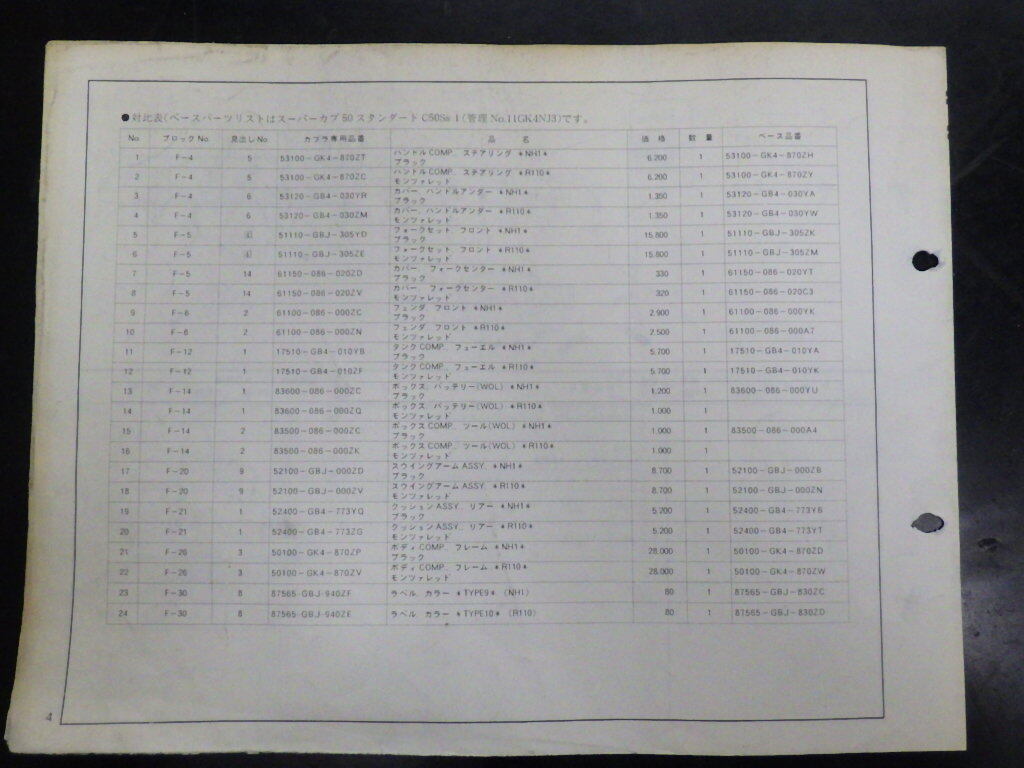 ●対比表(ベースパーツリストはスーパーカブ50スタンダードC50Ss I(管理No.11GK4NJ3)です。
No. ブロックNo. 見出しNo. カブラ専用品番 品 名 価 格 数 量 ベース品番
1 F-4 5 53100-GK4-870ZT ハンドルCOMP., ステアリング *NH1* 6,200 1 53100-GK4-870ZH
ブラック
2 F-4 5 53100-GK4-870ZC ハンドルCOMP., ステアリング *R110* 6,200 1 53100-GK4-870ZY
モンツァレッド
3 F-4 6 53120-GB4-030YR カバー, ハンドルアンダー *NH1* 1,350 1 53120-GB4-030YA
ブラック
4 F-4 6 53120-GB4-030ZM カバー, ハンドルアンダー *R110* 1,350 1 53120-GB4-030YW
モンツァレッド
5 F-5 51110-GBJ-305YD フォークセット, フロント *NH1* 15,800 1 51110-GBJ-305ZK
ブラック
6 F-5 51110-GBJ-305ZE フォークセット, フロント *R110* 15,800 1 51110-GBJ-305ZM
モンツァレッド
7 F-5 14 61150-086-020ZD カバー, フォークセンター *NH1* 330 1 61150-086-020YT
ブラック
8 F-5 14 61150-086-020ZV カバー, フォークセンター *R110* 320 1 61150-086-020C3
モンツァレッド
9 F-6 2 61100-086-000ZC フェンダ, フロント *NH1* 2,900 1 61100-086-000YK
ブラック
10 F-6 2 61100-086-000ZN フェンダ, フロント *R110* 2,500 1 61100-086-000A7
モンツァレッド
11 F-12 1 17510-GB4-010YB タンクCOMP., フューエル *NH1* 5,700 1 17510-GB4-010YA
ブラック
12 F-12 1 17510-GB4-010ZF タンクCOMP., フューエル *R110* 5,700 1 17510-GB4-010YK
モンツァレッド
13 F-14 1 83600-086-000ZC ボックス, バッテリー(WOL) *NH1* 1,200 1 83600-086-000YU
ブラック
14 F-14 1 83600-086-000ZQ ボックス, バッテリー(WOL) *R110* 1,000 1
モンツァレッド
15 F-14 2 83500-086-000ZC ボックスCOMP., ツール(WOL) *NH1* 1,000 1 83500-086-000A4
ブラック
16 F-14 2 83500-086-000ZK ボックスCOMP., ツール(WOL) *R110* 1,000 1
モンツァレッド
17 F-20 9 52100-GBJ-000ZD スウイングアームASSY. *NH1* 8,700 1 52100-GBJ-000ZB
ブラック
18 F-20 9 52100-GBJ-000ZV スウイングアームASSY. *R110* 8,700 1 52100-GBJ-000ZN
モンツァレッド
19 F-21 1 52400-GB4-773YQ クッションASSY., リアー *NH1* 5,200 1 52400-GB4-773YB
ブラック
20 F-21 1 52400-GB4-773ZG クッションASSY., リアー *R110* 5,200 1 52400-GB4-773YT
モンツァレッド
21 F-26 3 50100-GK4-870ZP ボディCOMP., フレーム *NH1* 28,000 1 50100-GK4-870ZD
ブラック
22 F-26 3 50100-GK4-870ZV ボディCOMP., フレーム *R110* 28,000 1 50100-GK4-870ZW
モンツァレッド
23 F-30 8 87565-GBJ-940ZF ラベル, カラー *TYPE9* (NH1) 80 1 87565-GBJ-830ZC
24 F-30 8 87565-GBJ-940ZE ラベル, カラー *TYPE10* (R110) 80 1 87565-GBJ-830ZD
4